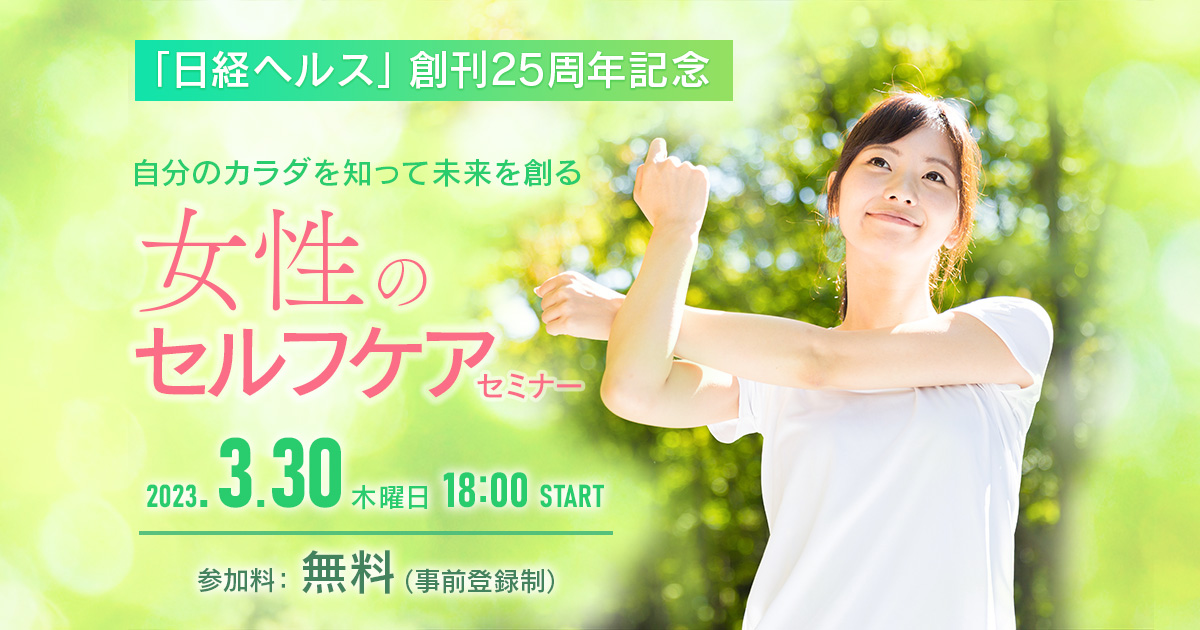 「日経ヘルス」創刊25周年記念
自分のカラダを知って未来を創る
女性の
セルフケアセミナー
2023. 3.30 木曜日 18:00 START
参加料：無料（事前登録制）